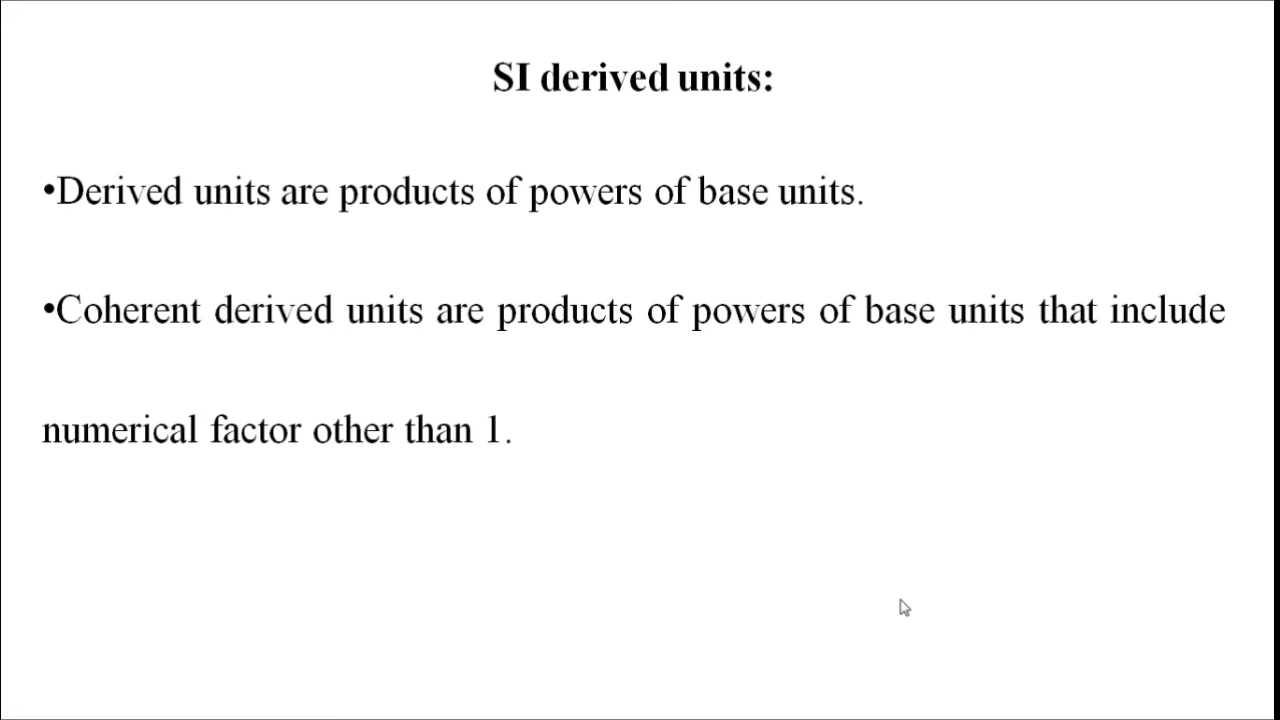 SI derived units:
•Derived units are products of powers of base units.
•Coherent derived units are products of powers of base units that include
numerical factor other than 1.